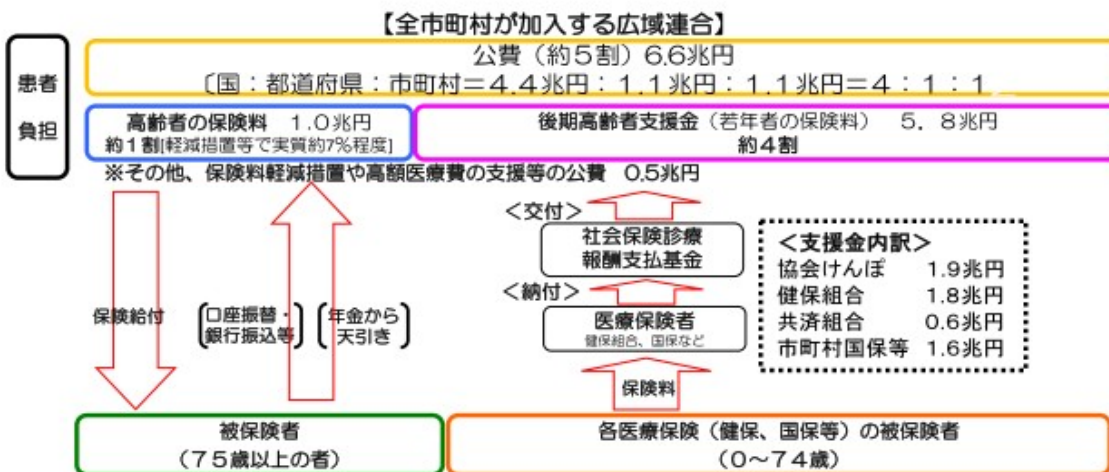 【全市町村が加入する広域連合】
患者
負担
公費（約５割）6.6兆円
〔国：都道府県：市町村＝4.4兆円：1.1兆円：1.1兆円＝4：1：1
高齢者の保険料　1.0兆円
約１割[軽減措置等で実質約7%程度]
後期高齢者支援金（若年者の保険料）　５．８兆円
約４割
※その他、保険料軽減措置や高額医療費の支援等の公費　0.5兆円
保険給付
口座振替・
銀行振込等
年金から
天引き
＜交付＞
社会保険診療
報酬支払基金
＜納付＞
医療保険者
健保組合、国保など
保険料
＜支援金内訳＞
協会けんぽ　1.9兆円
健保組合　1.8兆円
共済組合　0.6兆円
市町村国保等　1.6兆円
被保険者
（７５歳以上の者）
各医療保険（健保、国保等）の被保険者
（０～７４歳）